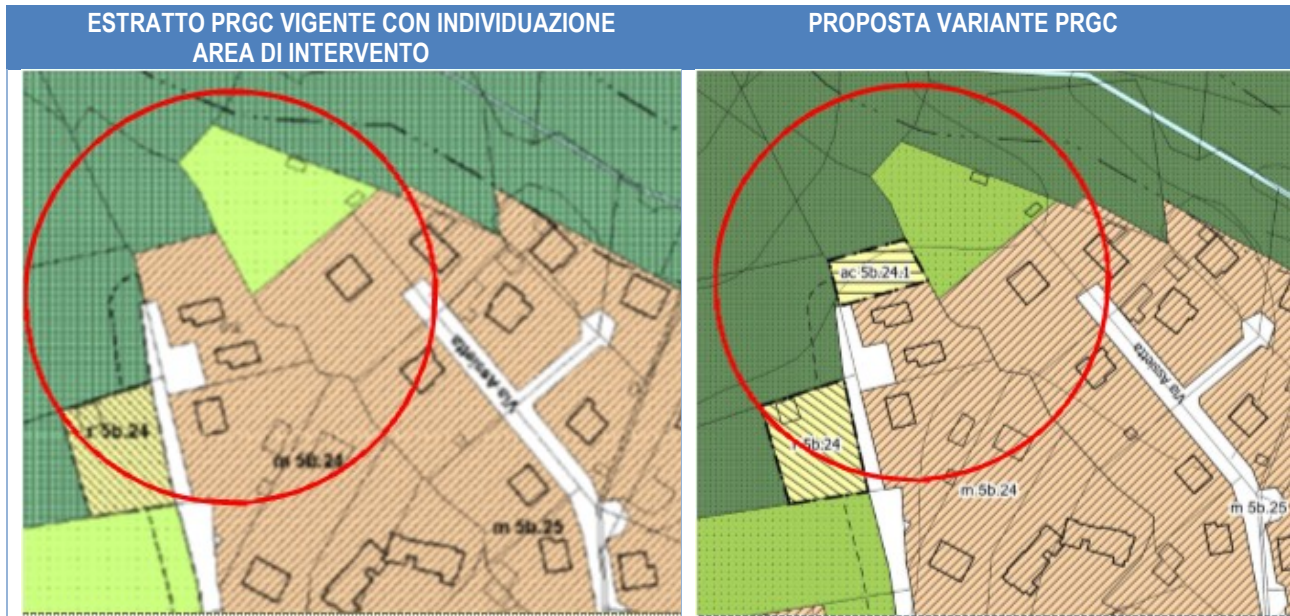 ESTRATTO PRGC VIGENTE CON INDIVIDUAZIONE
AREA DI INTERVENTO
PROPOSTA VARIANTE PRGC
r 5b.24
m 5b.24
Via Assietta
m 5b.25
ac 5b.24.1
r 5b.24
m 5b.24
Via Assietta
m 5b.25